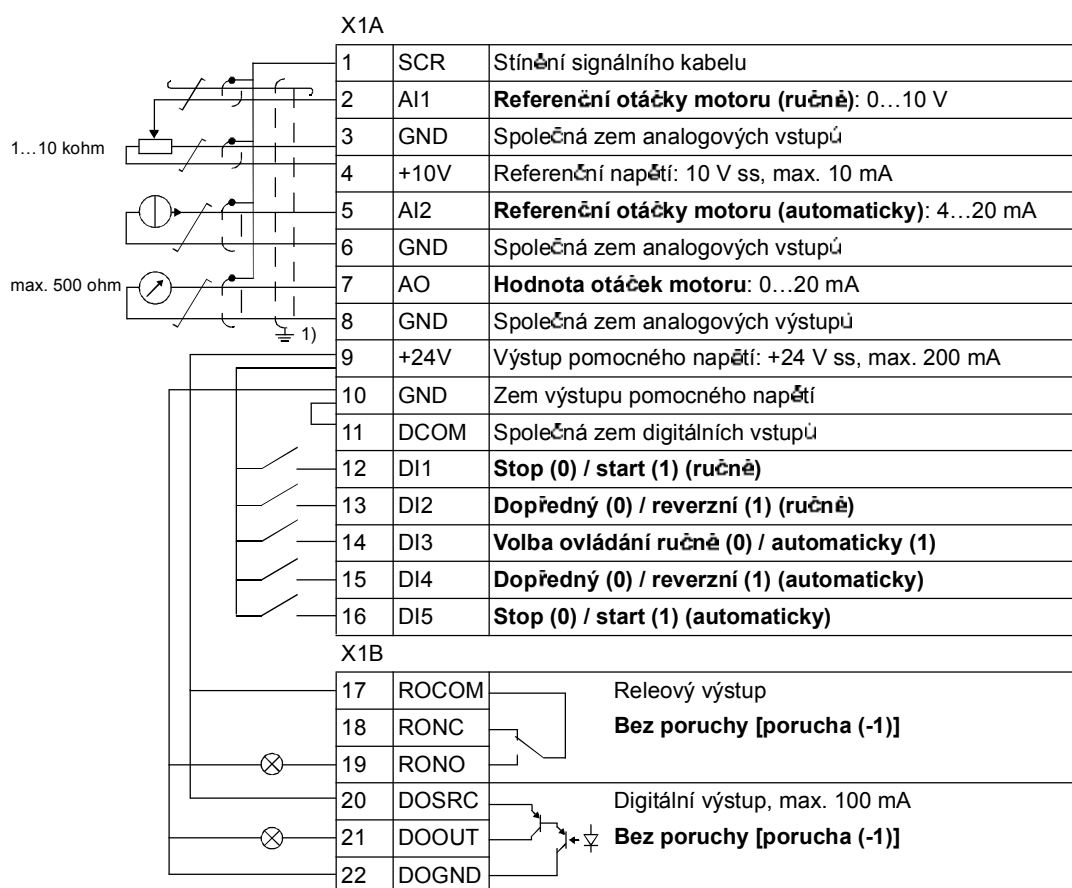 X1A
1 SCR Stínění signálního kabelu
2 AI1 Referenční otáčky motoru (ručně): 0…10 V
1…10 kohm
3 GND Společná zem analogových vstupů
4 +10V Referenční napětí: 10 V ss, max. 10 mA
5 AI2 Referenční otáčky motoru (automaticky): 4…20 mA
6 GND Společná zem analogových vstupů
max. 500 ohm
7 AO Hodnota otáček motoru: 0…20 mA
8 GND Společná zem analogových výstupů
1)
9 +24V Výstup pomocného napětí: +24 V ss, max. 200 mA
10 GND Zem výstupu pomocného napětí
11 DCOM Společná zem digitálních vstupů
12 DI1 Stop (0) / start (1) (ručně)
13 DI2 Dopředný (0) / reverzní (1) (ručně)
14 DI3 Volba ovládání ručně (0) / automaticky (1)
15 DI4 Dopředný (0) / reverzní (1) (automaticky)
16 DI5 Stop (0) / start (1) (automaticky)
X1B
17 ROCOM Releový výstup
18 RONC Bez poruchy [porucha (-1)]
19 RONO
20 DOSRC Digitální výstup, max. 100 mA
21 DOOUT Bez poruchy [porucha (-1)]
22 DOGND